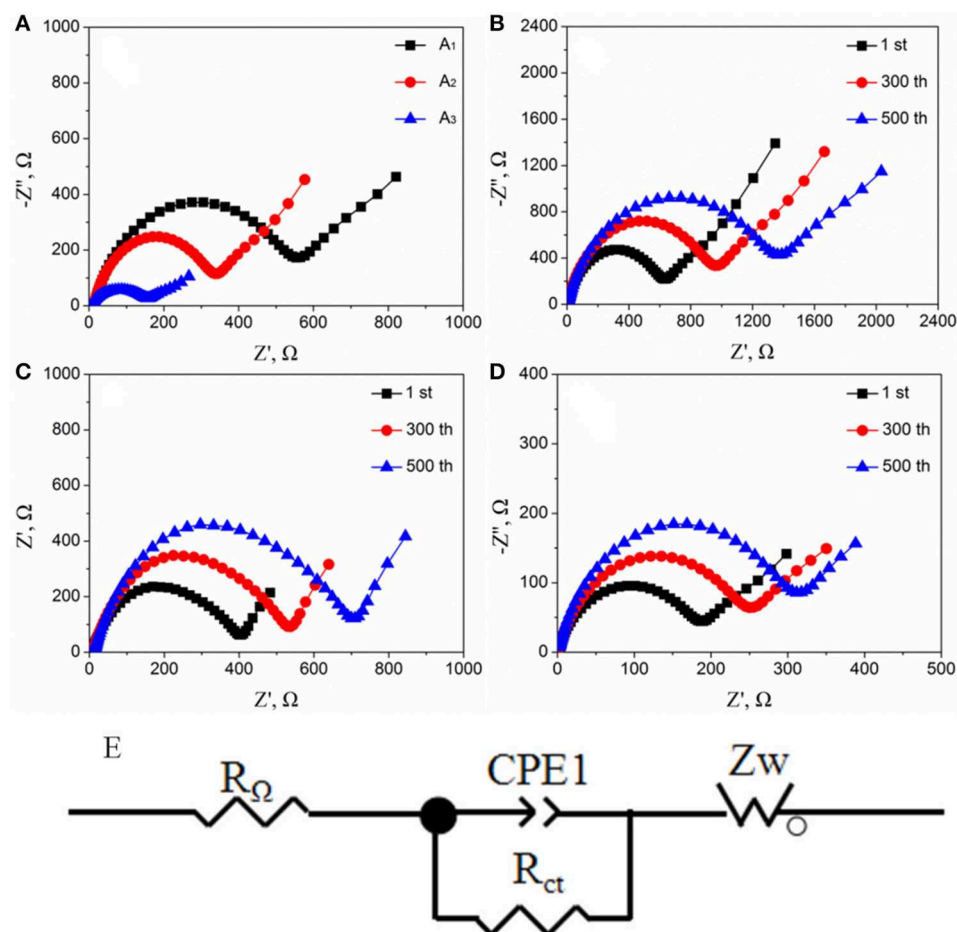 A
1000
800
600
400
200
0
-Z'', Ω
0 200 400 600 800 1000
Z', Ω
A₁
A₂
A₃
B
2400
2000
1600
1200
800
400
0
-Z'', Ω
0 400 800 1200 1600 2000 2400
Z', Ω
1 st
300 th
500 th
C
1000
800
600
400
200
0
Z', Ω
0 200 400 600 800 1000
Z', Ω
1 st
300 th
500 th
D
400
300
200
100
0
-Z'', Ω
0 100 200 300 400 500
Z', Ω
1 st
300 th
500 th
E
R_Ω
CPE1
Zw
R_ct